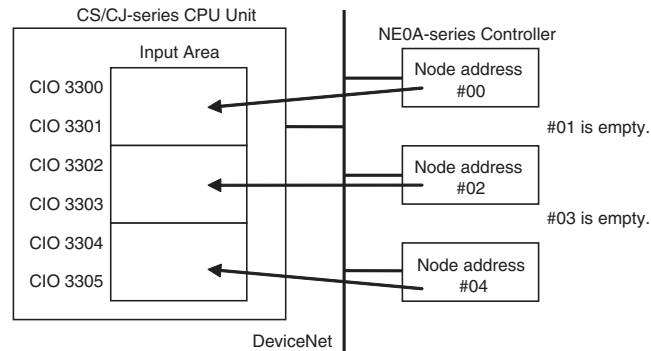 CS/CJ-series CPU Unit
NE0A-series Controller
Input Area
CIO 3300
CIO 3301
CIO 3302
CIO 3303
CIO 3304
CIO 3305
Node address
#00
#01 is empty.
Node address
#02
#03 is empty.
Node address
#04
DeviceNet